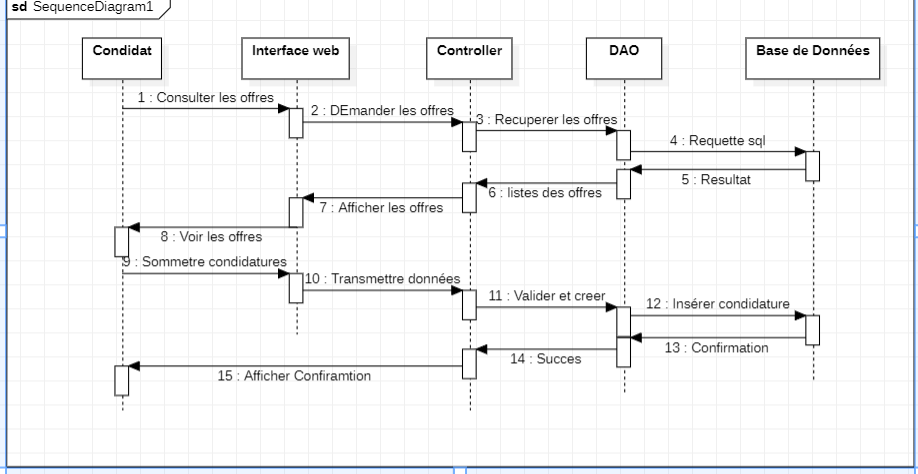 sd SequenceDiagram1
Candidat
Interface web
Controller
DAO
Base de Données
1 : Consulter les offres
2 : DEmander les offres
3 : Recuperer les offres
4 : Requette sql
5 : Resultat
6 : listes des offres
7 : Afficher les offres
8 : Voir les offres
9 : Sommetre condidatures
10 : Transmettre données
11 : Valider et creer
12 : Insérer condidature
13 : Confirmation
14 : Succes
15 : Afficher Confiramtion